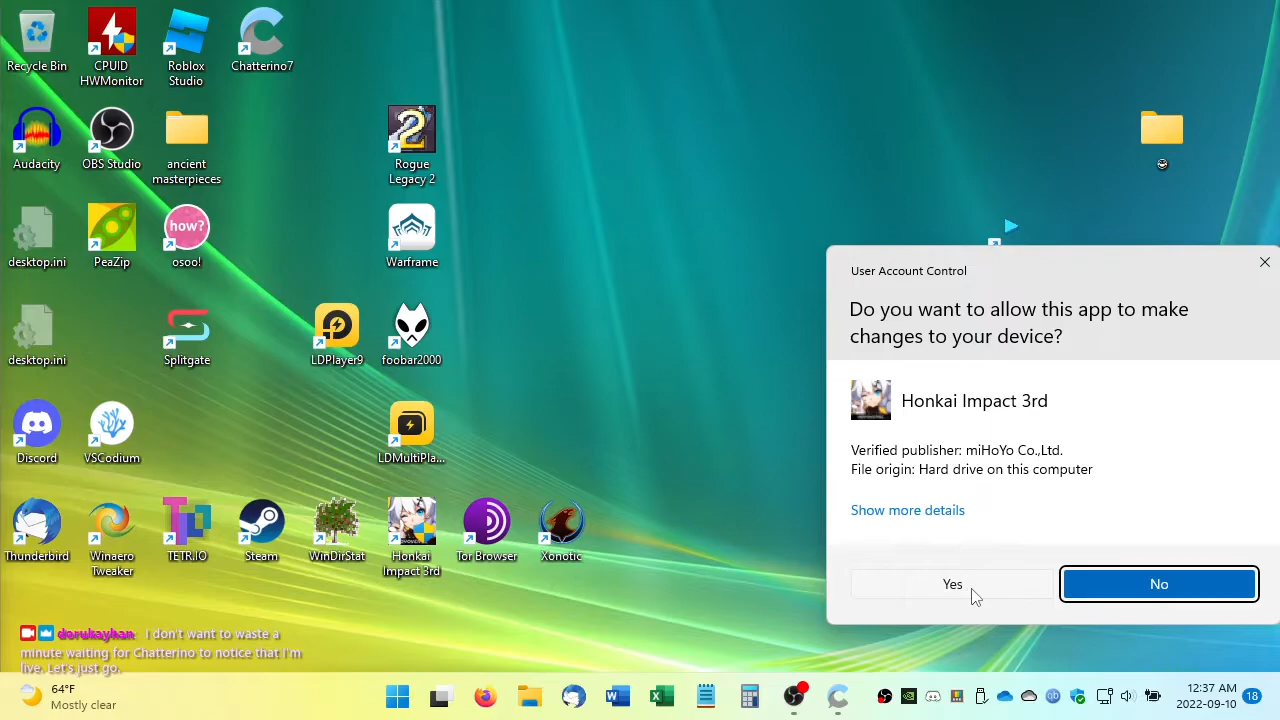 Recycle Bin
CPUID
HWMonitor
Roblox
Studio
Chatterino7
Audacity
OBS Studio
ancient
masterpieces
2
Rogue
Legacy 2
desktop.ini
PeaZip
how?
osoo!
Warframe
desktop.ini
Splitgate
LDPlayer9
foobar2000
Discord
VSCodium
LDMultiPla...
Thunderbird
Winaero
Tweaker
TETR.IO
Steam
WinDirStat
Honkai
Impact 3rd
Tor Browser
Xonotic
User Account Control
Do you want to allow this app to make
changes to your device?
Honkai Impact 3rd
Verified publisher: miHoYo Co.,Ltd.
File origin: Hard drive on this computer
Show more details
Yes
No
dorukayhan I don't want to waste a
minute waiting for Chatterino to notice that I'm
live. Let's just go.
64°F
Mostly clear
12:37 AM
2022-09-10
18